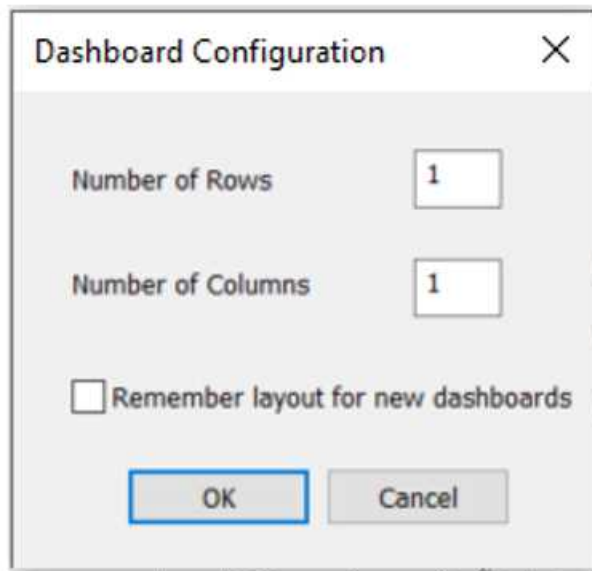 Dashboard Configuration
Number of Rows 1
Number of Columns 1
Remember layout for new dashboards
OK Cancel